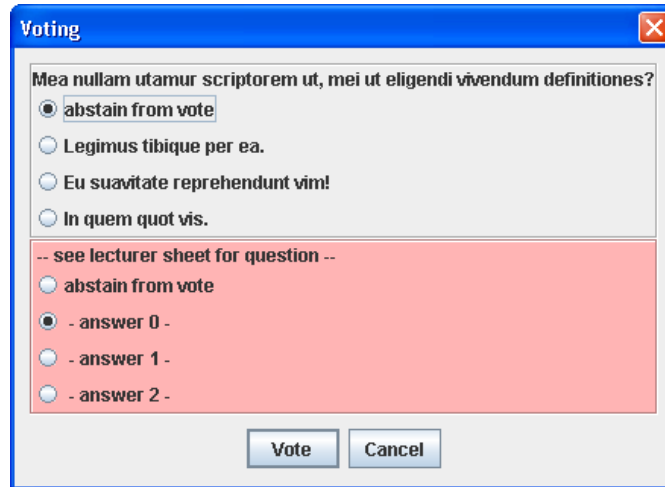 Voting
Mea nullam utamur scriptorem ut, mei ut eligendi vivendum definitiones?
abstain from vote
Legimus tibique per ea.
Eu suavitate reprehendunt vim!
In quem quot vis.
-- see lecturer sheet for question --
abstain from vote
- answer 0 -
- answer 1 -
- answer 2 -
Vote Cancel